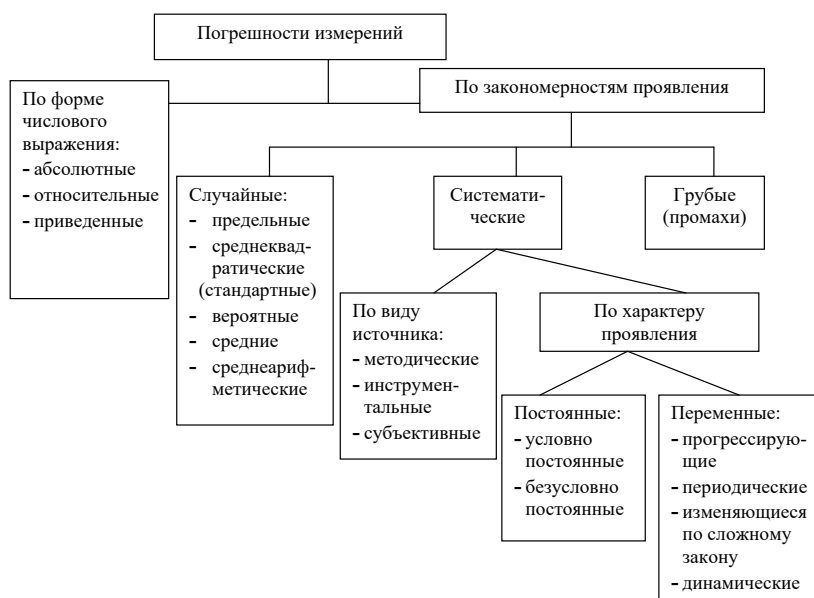 Погрешности измерений
По форме
числового
выражения:
- абсолютные
- относительные
- приведенные
По закономерностям проявления
Случайные:
- предельные
- среднеквад-
ратические
(стандартные)
- вероятные
- средние
- среднеариф-
метические
Системати-
ческие
Грубые
(промахи)
По виду
источника:
- методические
- инструмен-
тальные
- субъективные
По характеру
проявления
Постоянные:
- условно
постоянные
- безусловно
постоянные
Переменные:
- прогрессирую-
щие
- периодические
- изменяющиеся
по сложному
закону
- динамические